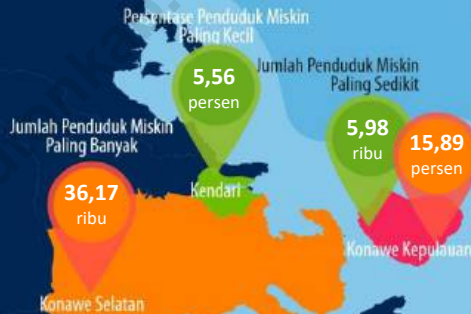 Persentase Penduduk Miskin
Paling Kecil
5,56
persen
Jumlah Penduduk Miskin
Paling Sedikit
5,98
ribu
15,89
persen
Jumlah Penduduk Miskin
Paling Banyak
36,17
ribu
Kendari
Konawe Kepulauan
Konawe Selatan